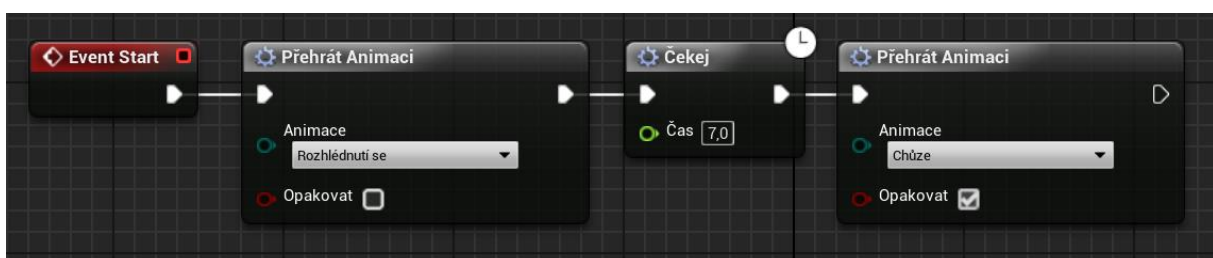 Event Start
Přehrát Animaci
Animace
Rozhlédnutí se
Opakovat
Čekej
Čas 7,0
Přehrát Animaci
Animace
Chůze
Opakovat